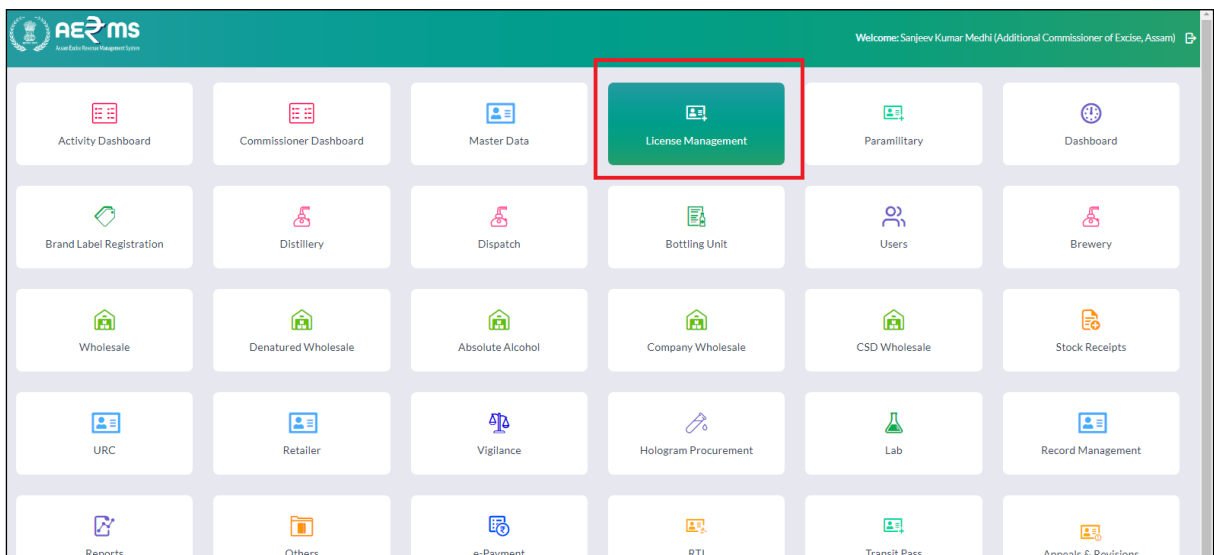 AERMS
Assam Excise Revenue Management System
Welcome: Sanjeev Kumar Medhi (Additional Commissioner of Excise, Assam)
Activity Dashboard
Commissioner Dashboard
Master Data
License Management
Paramilitary
Dashboard
Brand Label Registration
Distillery
Dispatch
Bottling Unit
Users
Brewery
Wholesale
Denatured Wholesale
Absolute Alcohol
Company Wholesale
CSD Wholesale
Stock Receipts
URC
Retailer
Vigilance
Hologram Procurement
Lab
Record Management
Reports
Others
e-Payment
RTI
Transit Pass
Appeals & Revisions